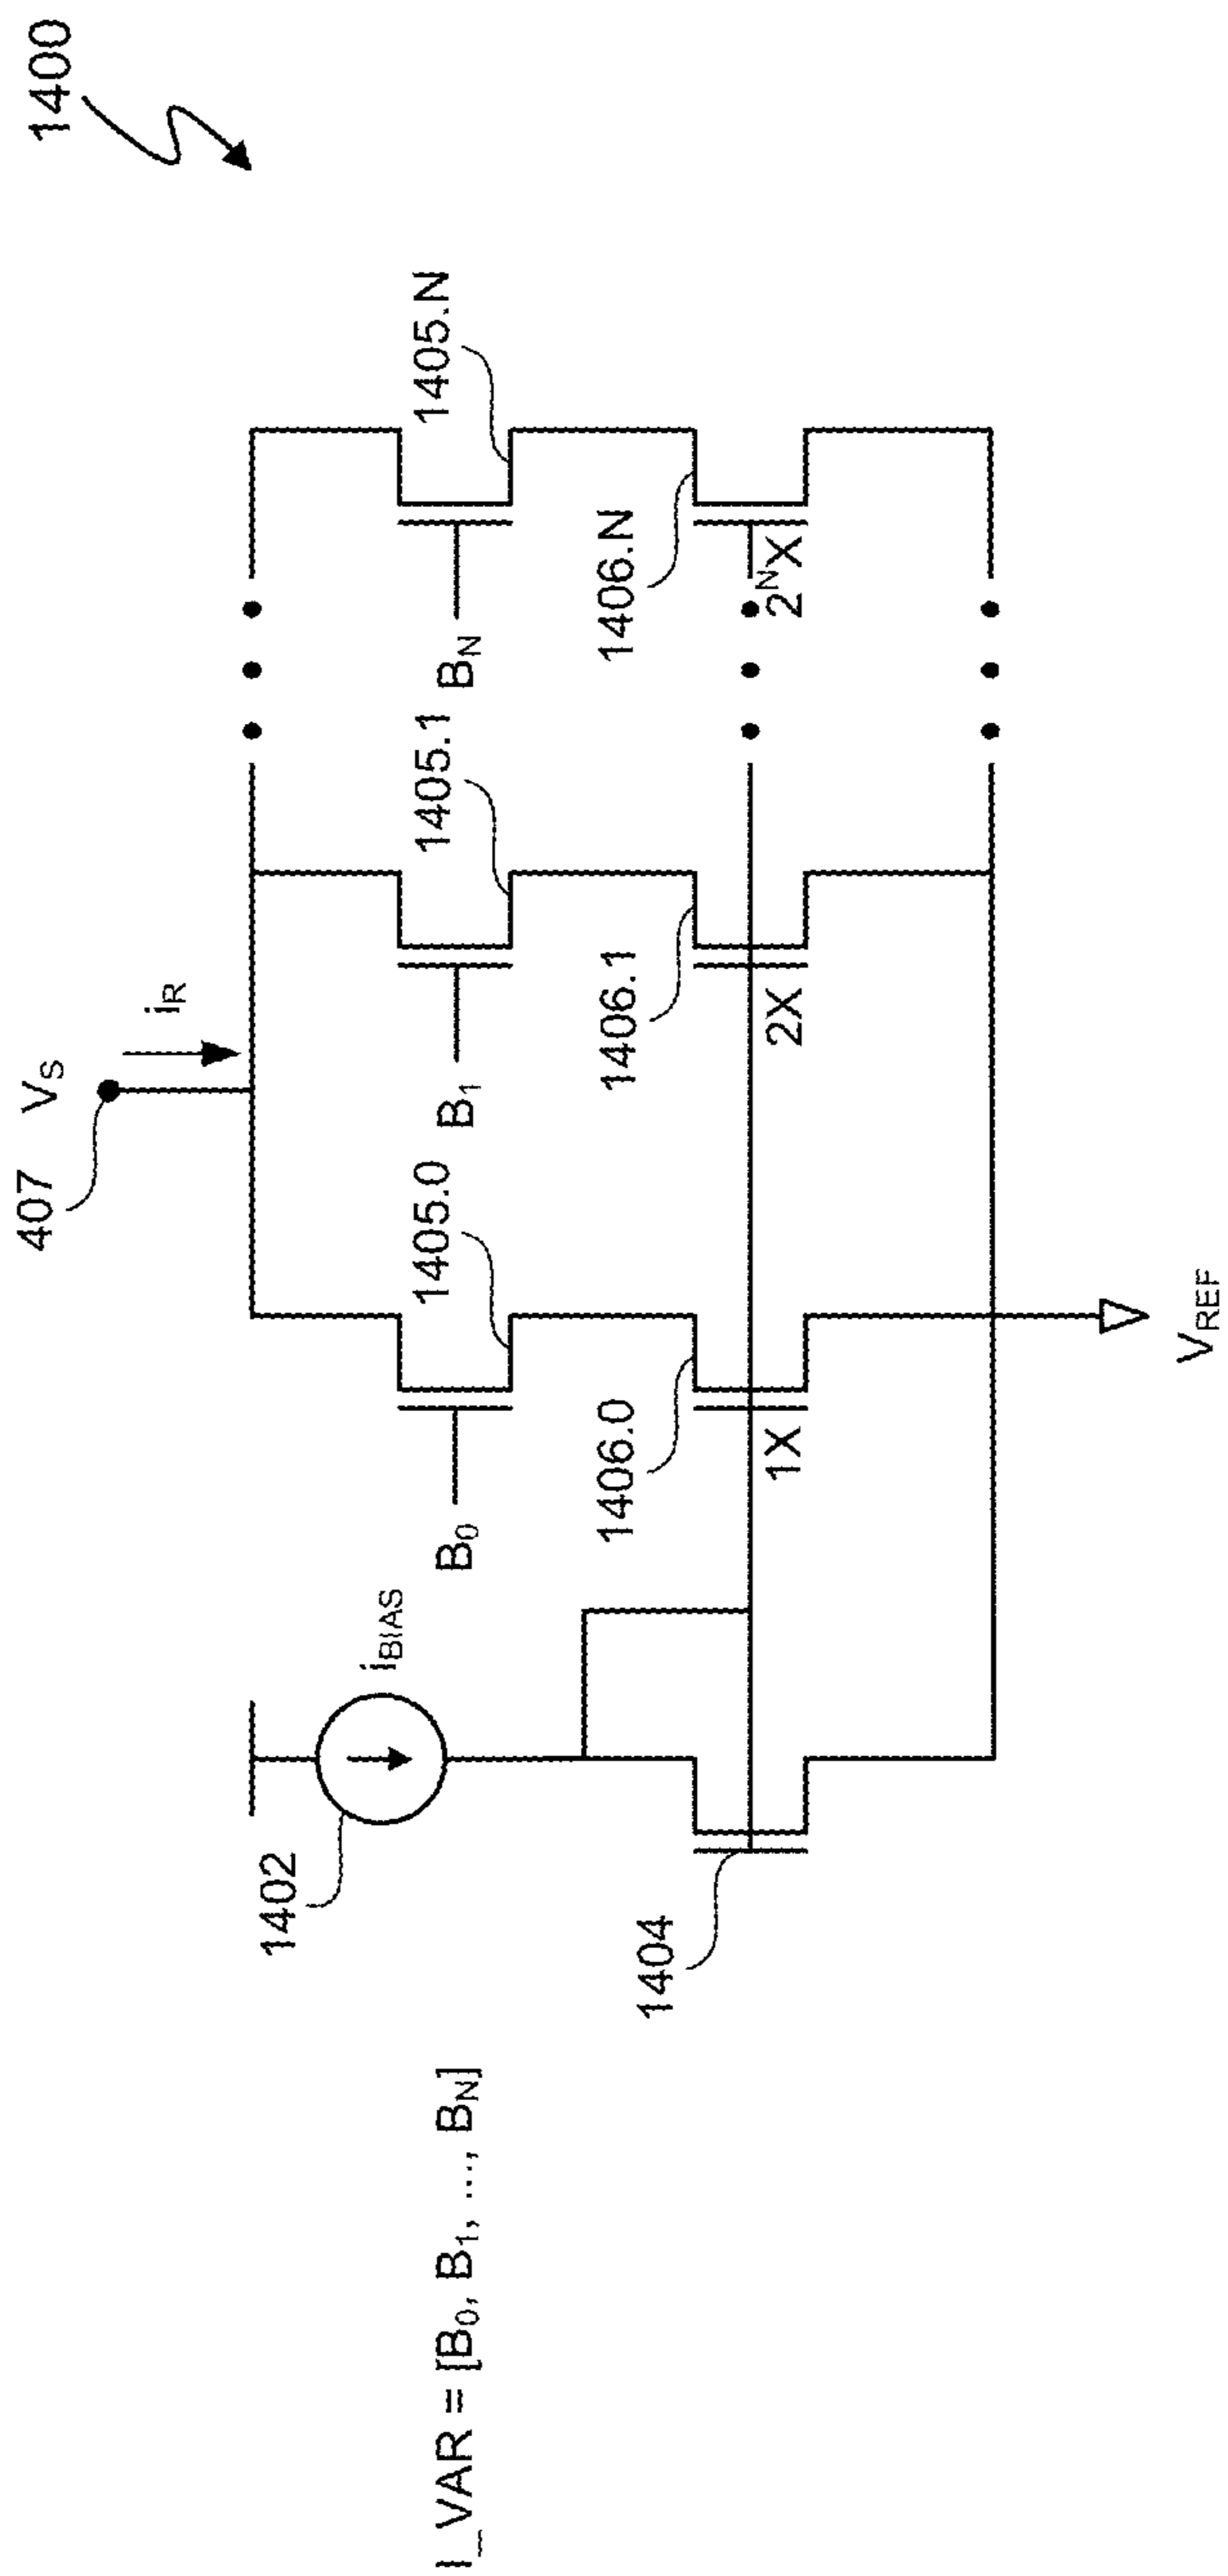 1400
407
V_S
i_R
1402
i_BIAS
B_0
1405.0
B_1
1405.1
B_N
1405.N
I_VAR = [B_0, B_1, ...., B_N]
1404
1406.0
1X
1406.1
2X
1406.N
2^N X
V_REF